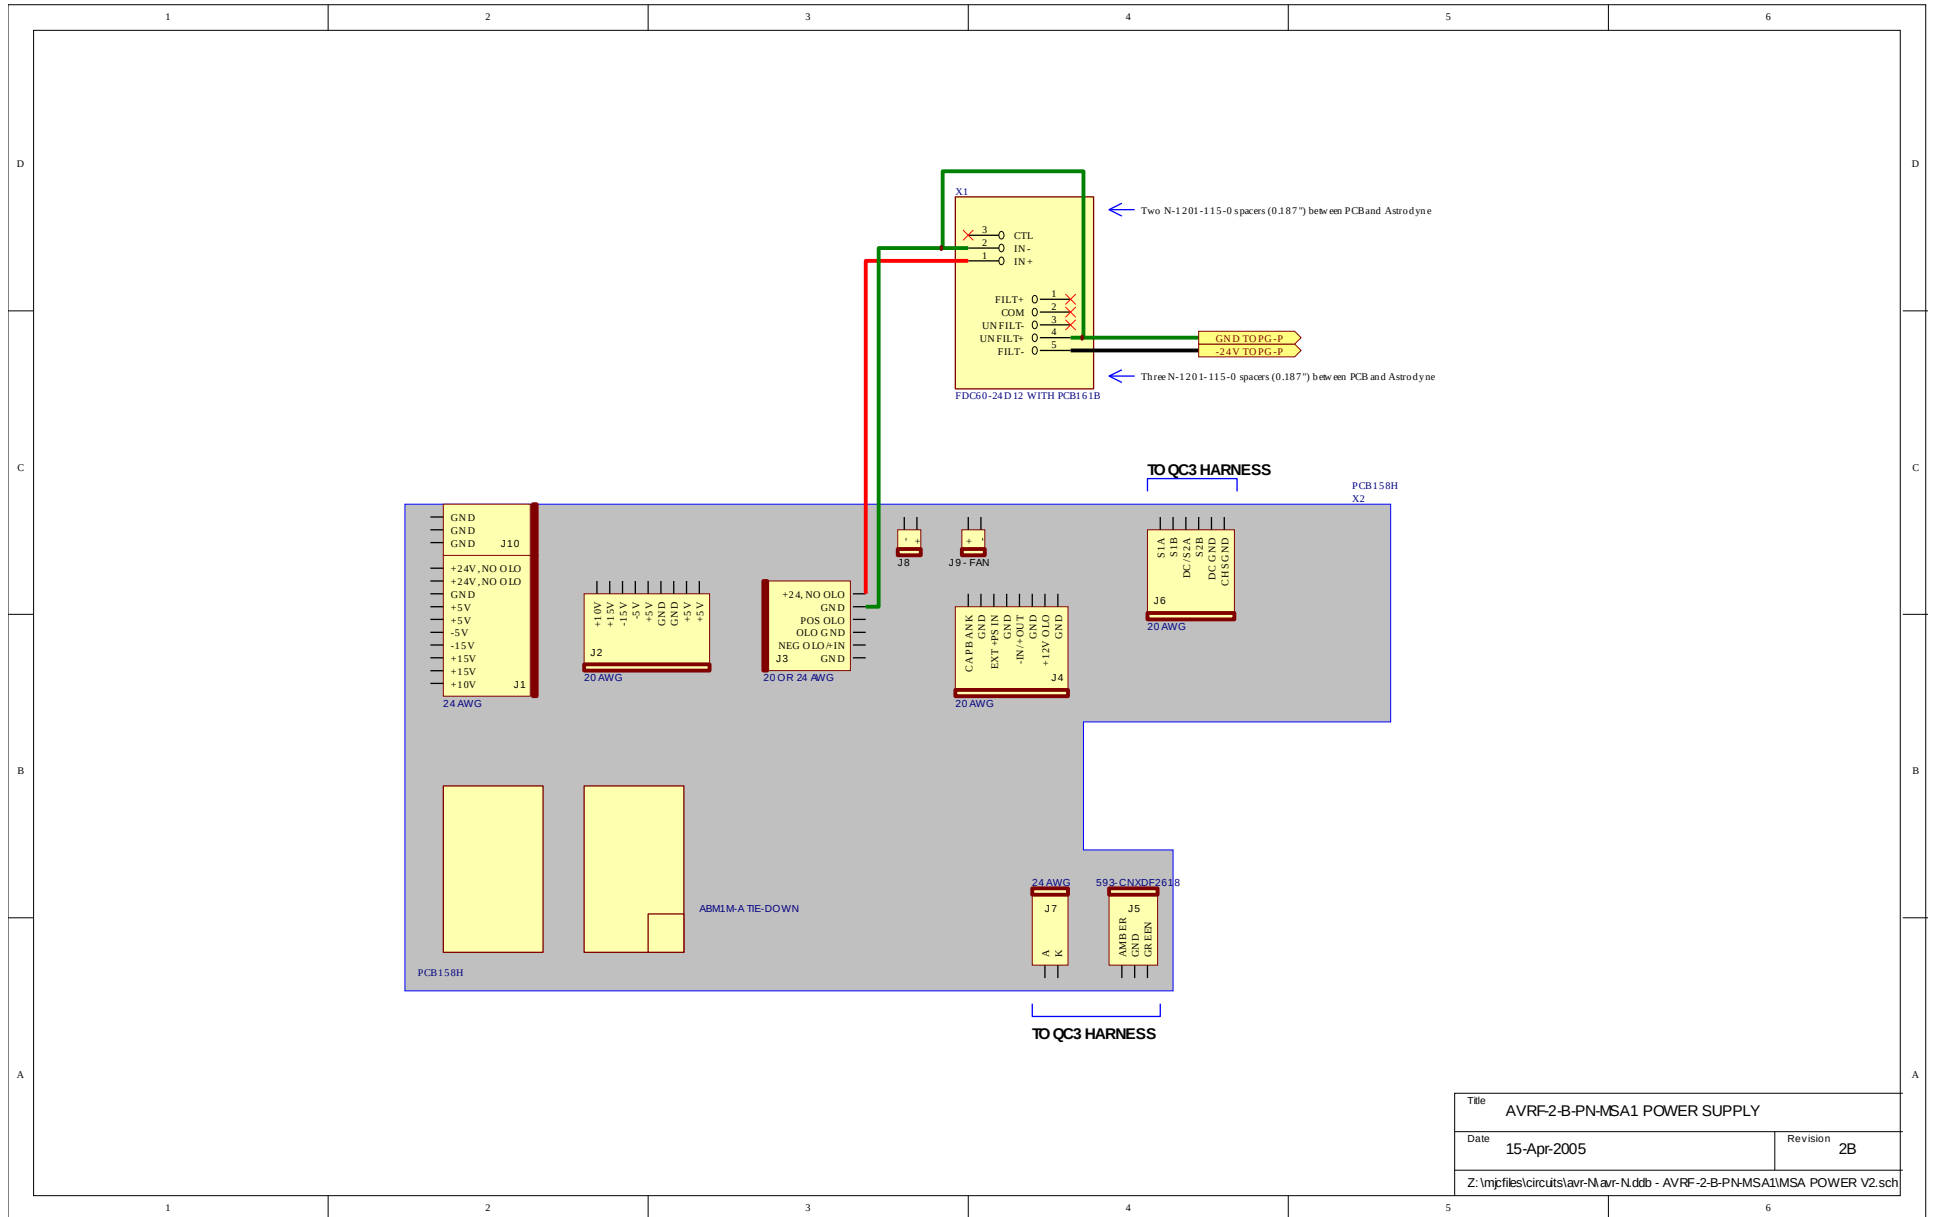 1 2 3 4 5 6
D D
X1
Two N-1201-115-0 spacers (0.187") between PCB and Astrodyne
3 CTL
2 IN-
1 IN+
FILT+ 1
COM 2
UNFILT- 3
UNFILT+ 4
FILT- 5
GND TO PG-P
-24V TO PG-P
Three N-1201-115-0 spacers (0.187") between PCB and Astrodyne
FDC60-24D12 WITH PCB161B
C C
TO QC3 HARNESS
PCB158H
X2
GND
GND
GND J10
+24V, NO OLO
+24V, NO OLO
GND
+5V
+5V
-5V
-15V
+15V
+15V
+10V J1
24 AWG
+10V
+15V
-15V
-5V
+5V
GND
GND
+5V
+5V
J2
20 AWG
+24, NO OLO
GND
POS OLO
OLO GND
NEG OLO/+IN
J3 GND
20 OR 24 AWG
- +
J8
+ -
J9 - FAN
CAPBANK
GND
EXT +PS IN
GND
-IN/+OUT
GND
+12V OLO
GND
J4
20 AWG
S1A
S1B
DC/S2A
S2B
DC GND
CHSGND
J6
20 AWG
B B
ABM1M-A TIE-DOWN
PCB158H
24 AWG
J7
A
K
593-CNXDF2618
J5
AMBER
GND
GREEN
TO QC3 HARNESS
A A
Title AVRF-2-B-PN-MSA1 POWER SUPPLY
Date 15-Apr-2005 Revision 2B
Z:\mjcfiles\circuits\avr-N\avr-N.ddb - AVRF-2-B-PN-MSA1\MSA POWER V2.sch
1 2 3 4 5 6